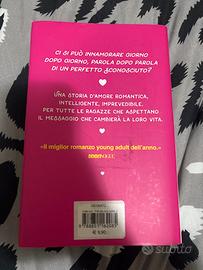 CI SI PUÒ INNAMORARE GIORNO
DOPO GIORNO, PAROLA DOPO PAROLA
DI UN PERFETTO SCONOSCIUTO?
UNA STORIA D'AMORE ROMANTICA,
INTELLIGENTE, IMPREVEDIBILE.
PER TUTTE LE RAGAZZE CHE ASPETTANO
IL MESSAGGIO CHE CAMBIERÀ LA LORO VITA.
«Il miglior romanzo young adult dell'anno.»
subito